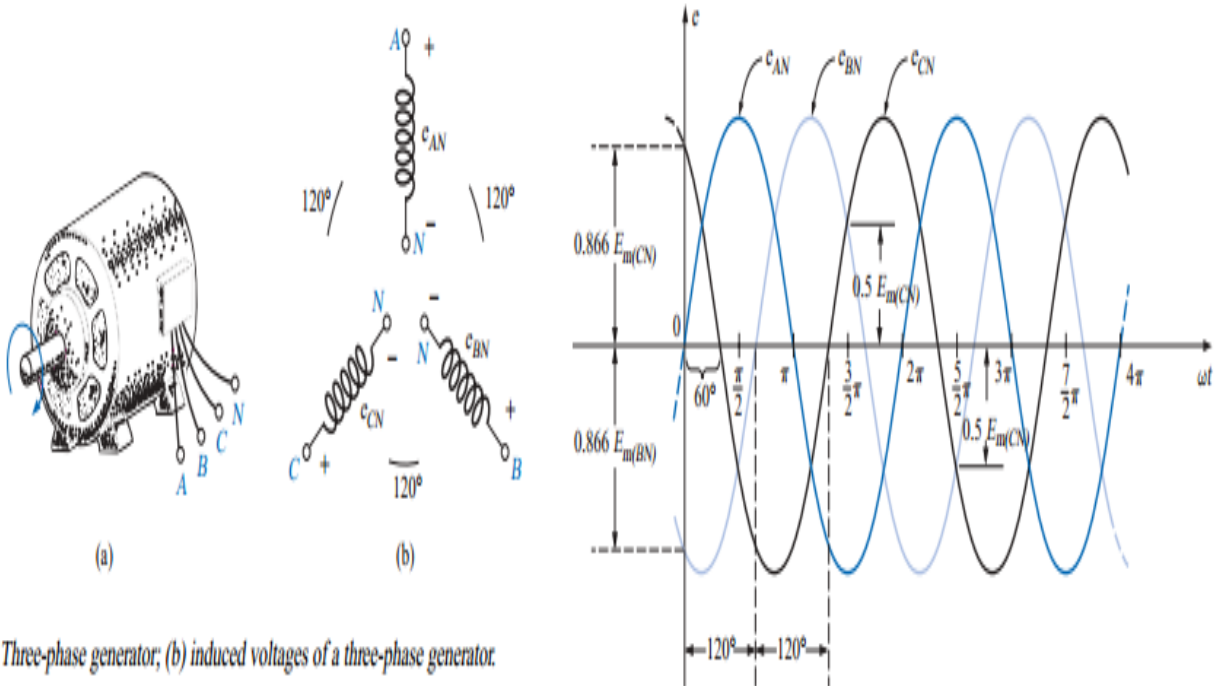 A
+
e_AN
120°
120°
−
N
N
−
−
N
e_BN
e_CN
+
+
C
B
120°
N
C
B
A
(a)
(b)
Three-phase generator; (b) induced voltages of a three-phase generator.
e
e_AN
e_BN
e_CN
0.866 E_m(CN)
0.5 E_m(CN)
0
60°
π/2
π
3/2 π
2π
5/2 π
3π
7/2 π
4π
ωt
0.5 E_m(CN)
0.866 E_m(BN)
120°
120°